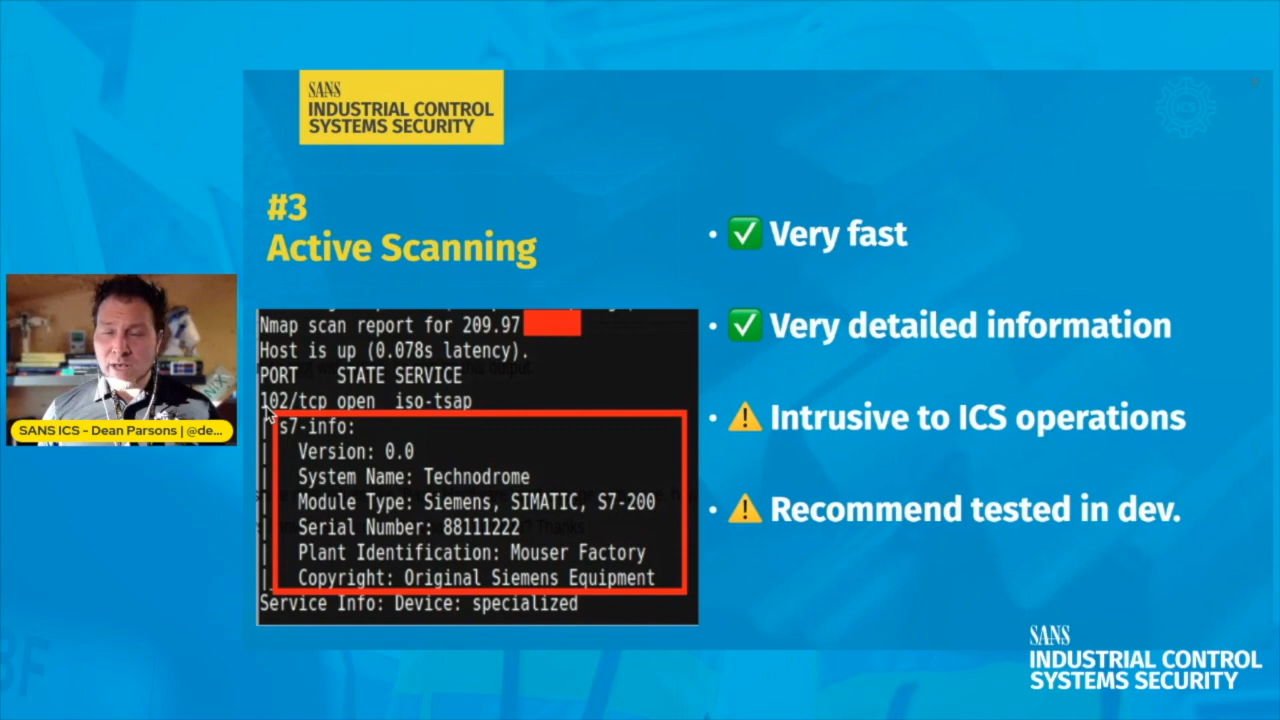 SANS
INDUSTRIAL CONTROL
SYSTEMS SECURITY
ICS
#3
Active Scanning
Nmap scan report for 209.97
Host is up (0.078s latency).
PORT STATE SERVICE
102/tcp open iso-tsap
| s7-info:
| Version: 0.0
| System Name: Technodrome
| Module Type: Siemens, SIMATIC, S7-200
| Serial Number: 88111222
| Plant Identification: Mouser Factory
|_ Copyright: Original Siemens Equipment
Service Info: Device: specialized
• ✅ Very fast
• ✅ Very detailed information
• ⚠️ Intrusive to ICS operations
• ⚠️ Recommend tested in dev.
SANS ICS - Dean Parsons | @de...
SANS
INDUSTRIAL CONTROL
SYSTEMS SECURITY